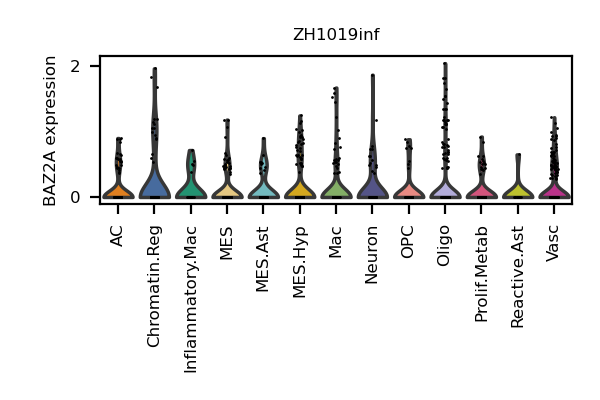 ZH1019inf
BAZ2A expression
2
0
AC
Chromatin.Reg
Inflammatory.Mac
MES
MES.Ast
MES.Hyp
Mac
Neuron
OPC
Oligo
Prolif.Metab
Reactive.Ast
Vasc